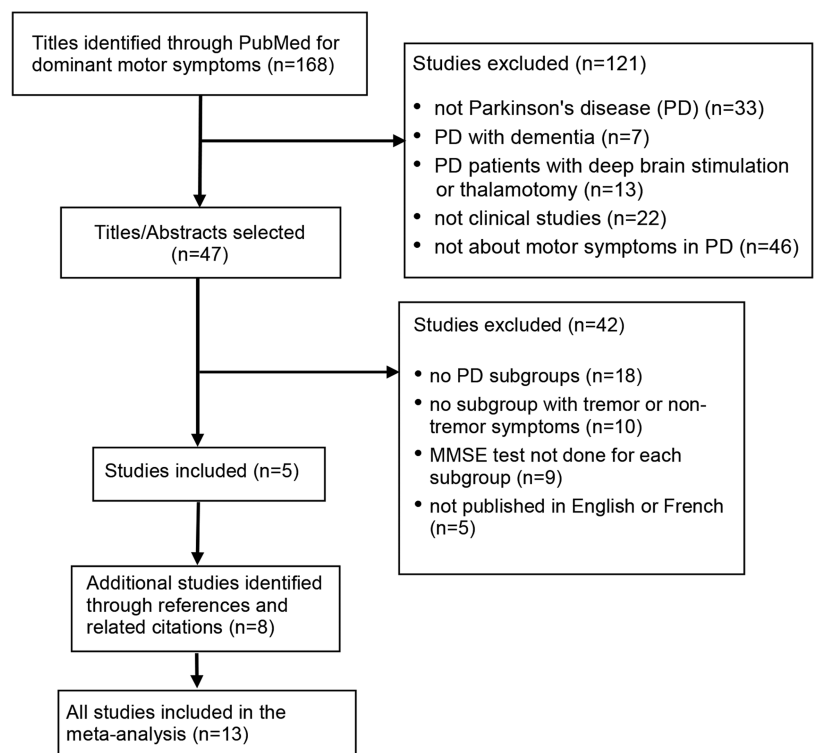 Titles identified through PubMed for
dominant motor symptoms (n=168)
Studies excluded (n=121)
• not Parkinson's disease (PD) (n=33)
• PD with dementia (n=7)
• PD patients with deep brain stimulation
or thalamotomy (n=13)
• not clinical studies (n=22)
• not about motor symptoms in PD (n=46)
Titles/Abstracts selected
(n=47)
Studies excluded (n=42)
• no PD subgroups (n=18)
• no subgroup with tremor or non-
tremor symptoms (n=10)
• MMSE test not done for each
subgroup (n=9)
• not published in English or French
(n=5)
Studies included (n=5)
Additional studies identified
through references and
related citations (n=8)
All studies included in the
meta-analysis (n=13)